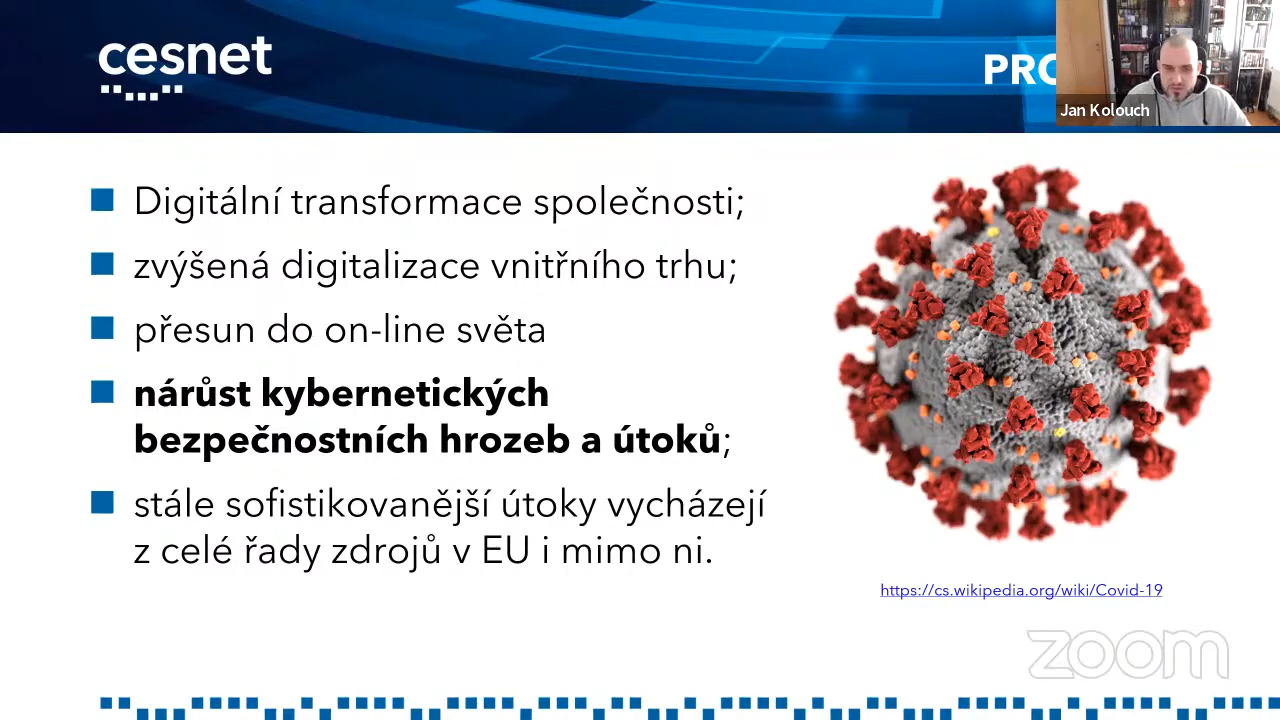 cesnet
PRO
Jan Kolouch
Digitální transformace společnosti;
zvýšená digitalizace vnitřního trhu;
přesun do on-line světa
nárůst kybernetických
bezpečnostních hrozeb a útoků;
stále sofistikovanější útoky vycházejí
z celé řady zdrojů v EU i mimo ni.
https://cs.wikipedia.org/wiki/Covid-19
zoom